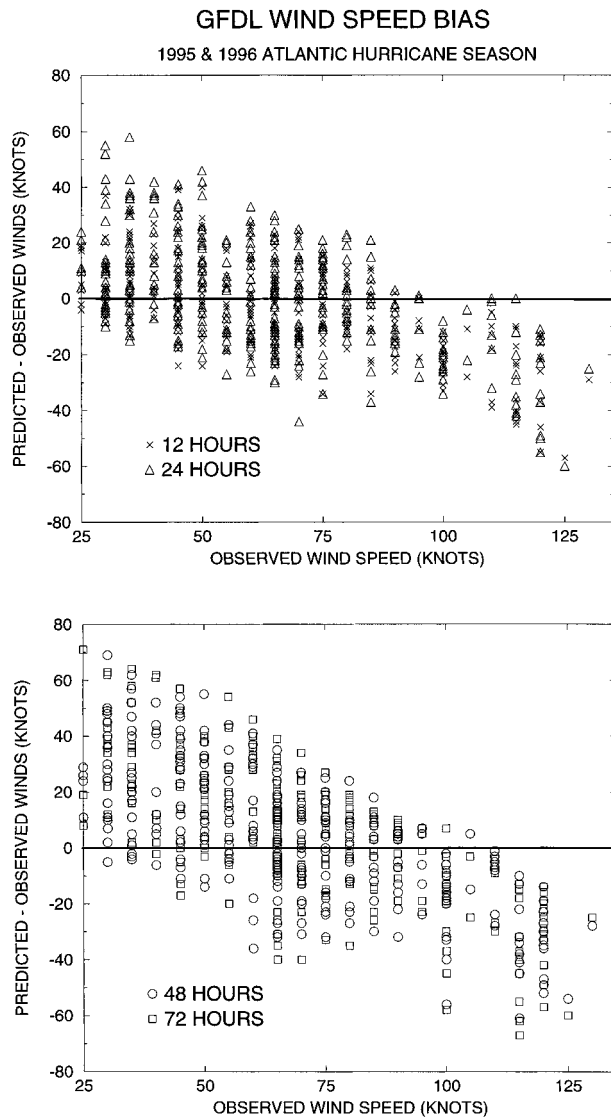 GFDL WIND SPEED BIAS
1995 & 1996 ATLANTIC HURRICANE SEASON
80
60
40
20
0
-20
-40
-60
-80
PREDICTED - OBSERVED WINDS (KNOTS)
× 12 HOURS
△ 24 HOURS
25 50 75 100 125
OBSERVED WIND SPEED (KNOTS)
80
60
40
20
0
-20
-40
-60
-80
PREDICTED - OBSERVED WINDS (KNOTS)
○ 48 HOURS
□ 72 HOURS
25 50 75 100 125
OBSERVED WIND SPEED (KNOTS)